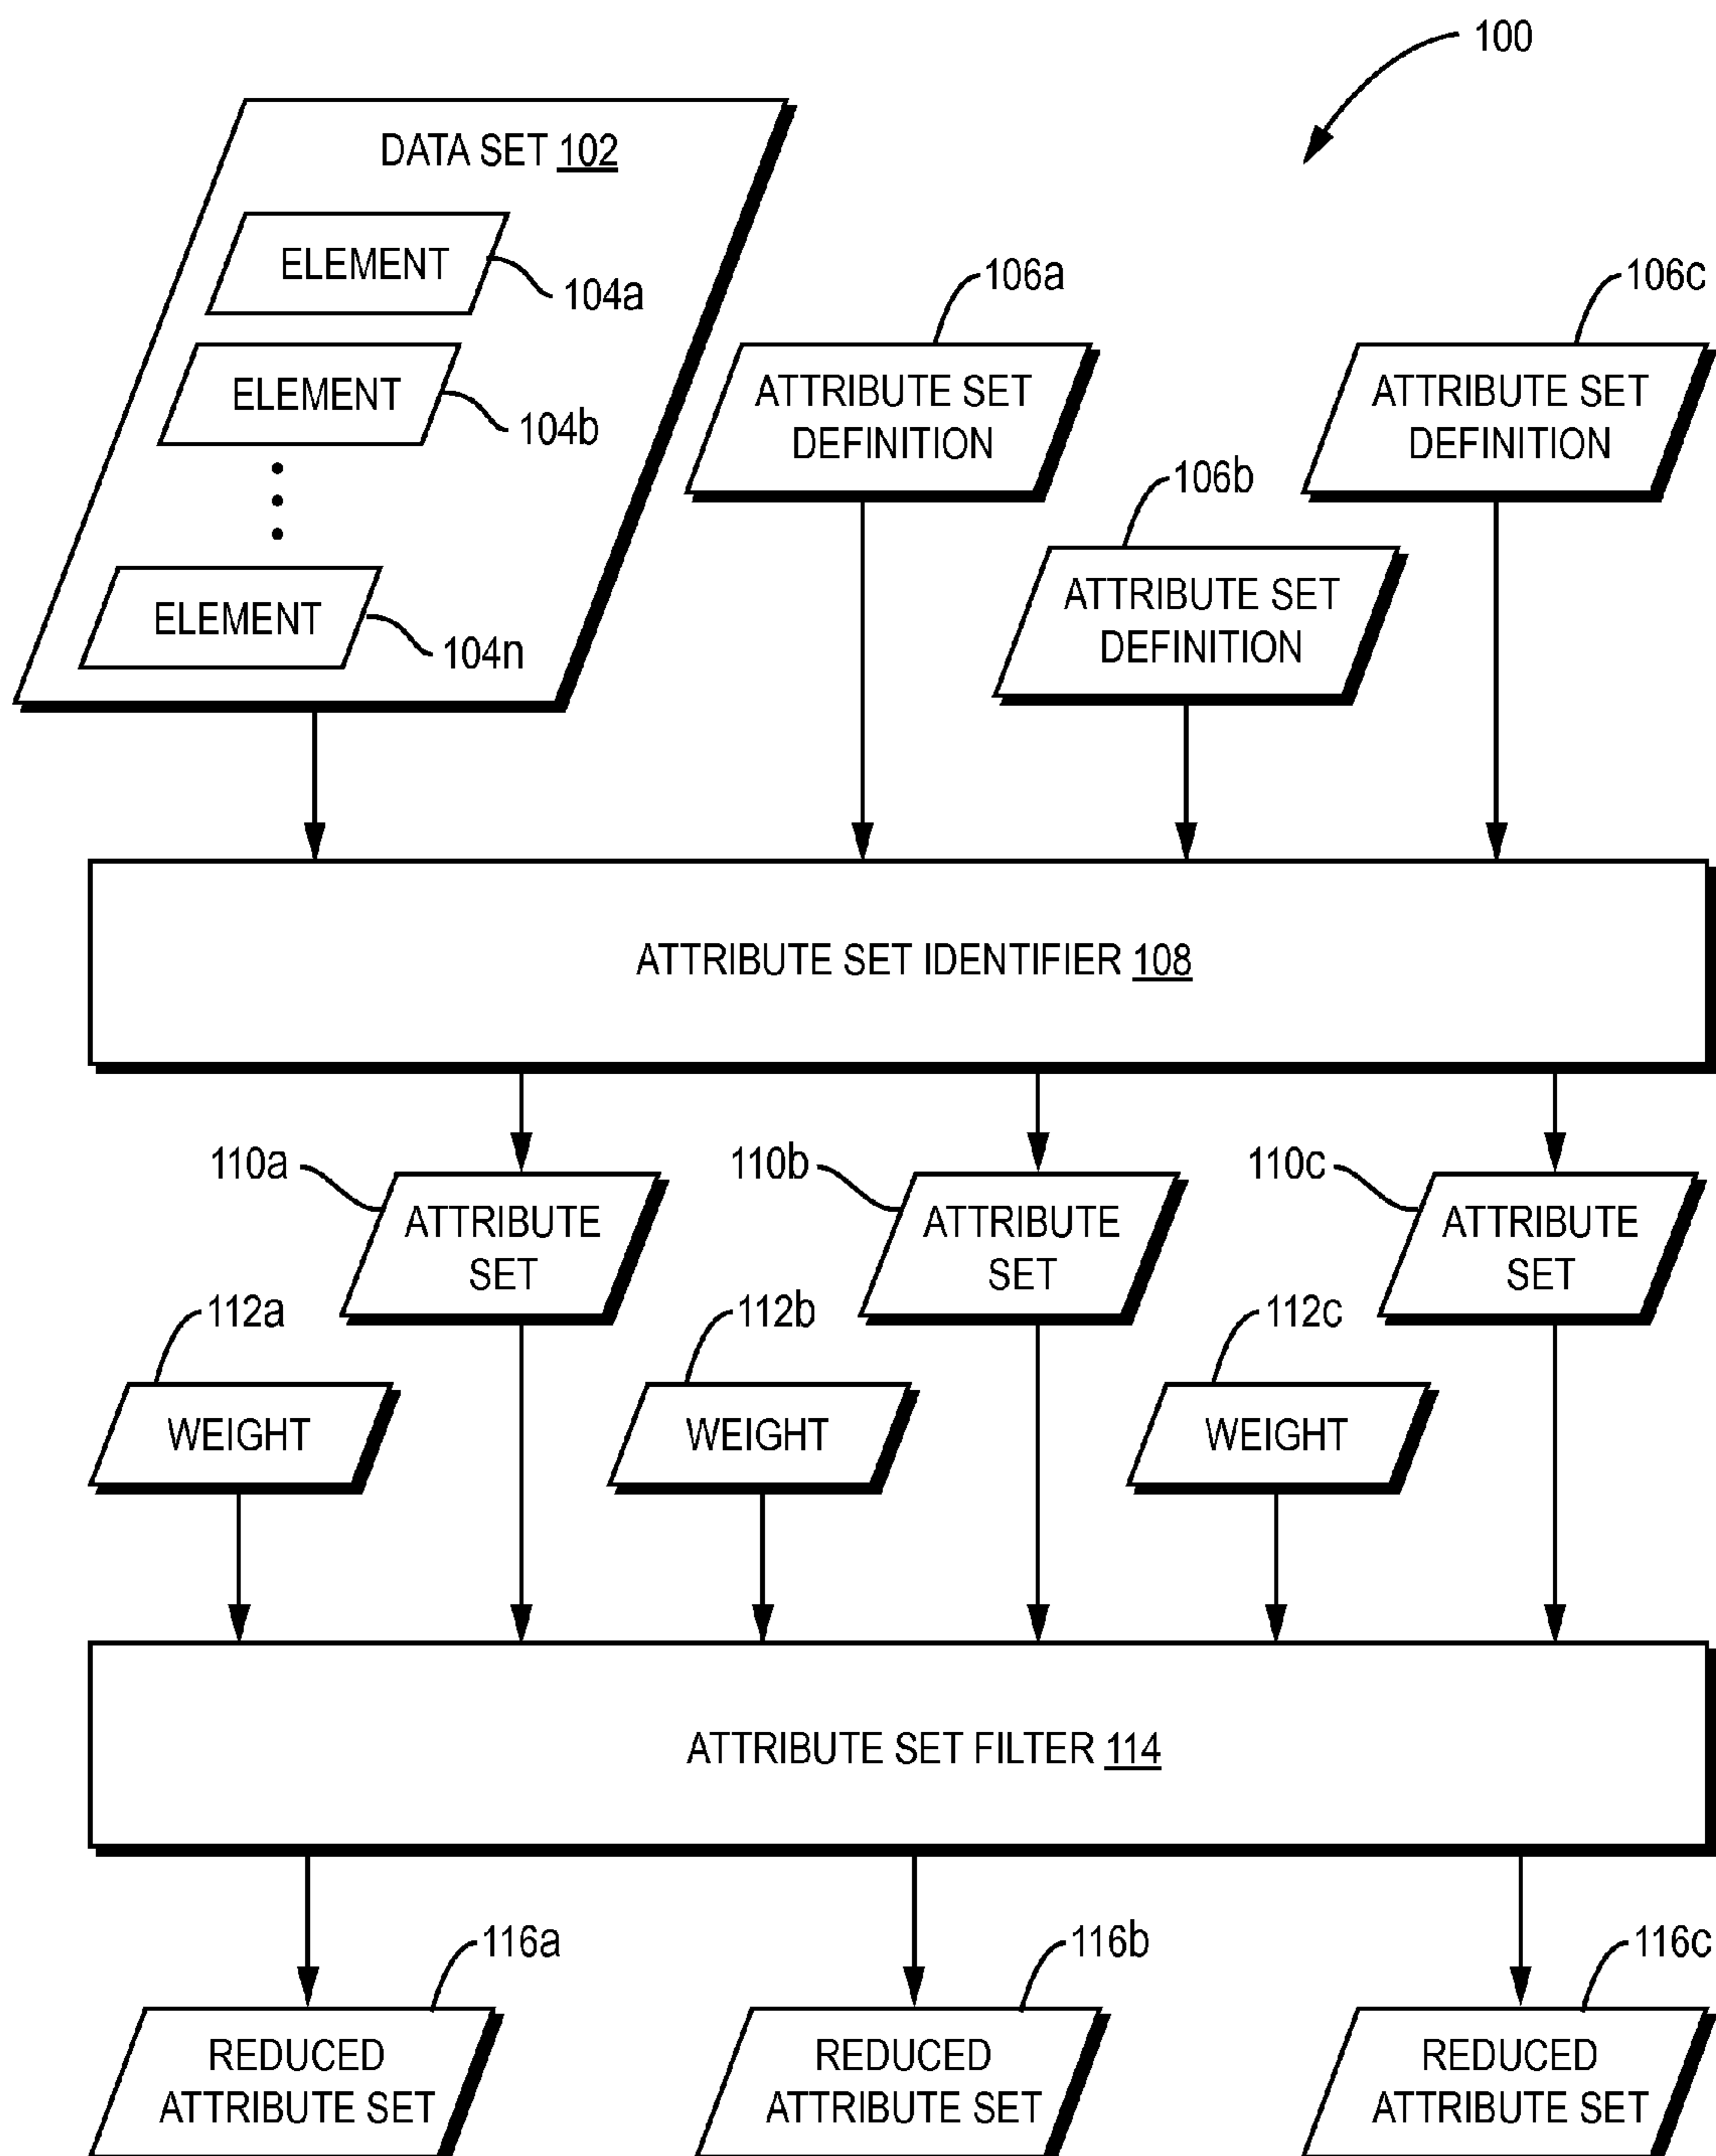 100
DATA SET 102
ELEMENT
104a
ELEMENT
104b
ELEMENT
104n
106a
ATTRIBUTE SET
DEFINITION
106b
ATTRIBUTE SET
DEFINITION
106c
ATTRIBUTE SET
DEFINITION
ATTRIBUTE SET IDENTIFIER 108
110a
ATTRIBUTE
SET
110b
ATTRIBUTE
SET
110c
ATTRIBUTE
SET
112a
WEIGHT
112b
WEIGHT
112c
WEIGHT
ATTRIBUTE SET FILTER 114
116a
REDUCED
ATTRIBUTE SET
116b
REDUCED
ATTRIBUTE SET
116c
REDUCED
ATTRIBUTE SET